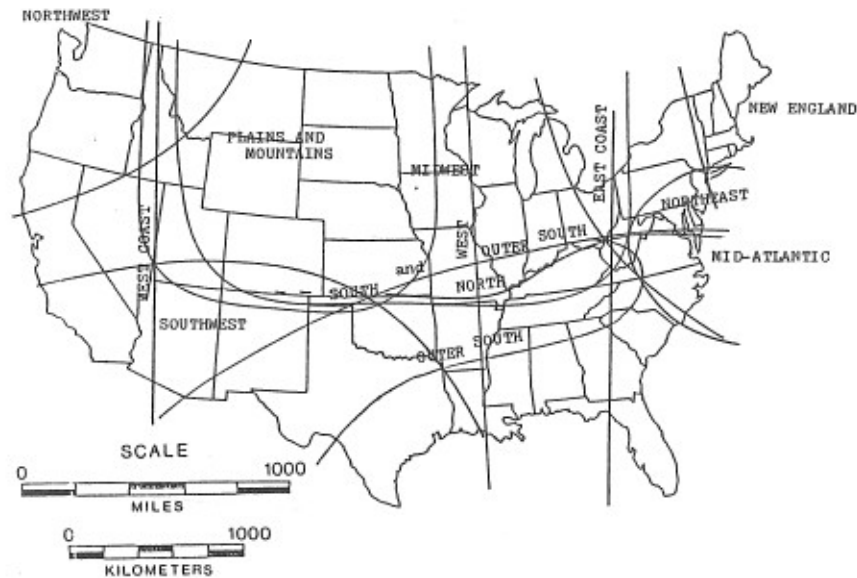 NORTHWEST
NEW ENGLAND
PLAINS AND
MOUNTAINS
MIDWEST
EAST COAST
NORTHEAST
WEST
OUTER SOUTH
MID-ATLANTIC
and
WEST COAST
SOUTH
NORTH
SOUTHWEST
OUTER SOUTH
SCALE
0 1000
MILES
0 1000
KILOMETERS